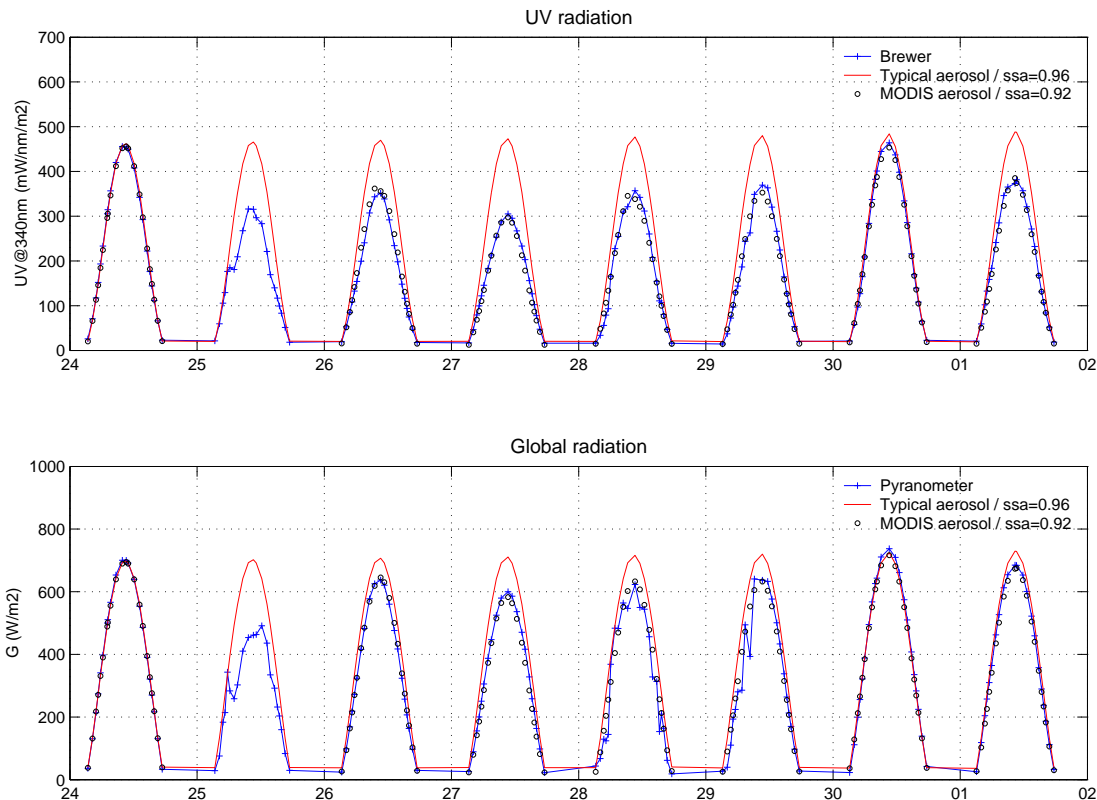 UV radiation
700
600
500
400
300
200
100
0
UV@340nm (mW/nm/m2)
Brewer
Typical aerosol / ssa=0.96
MODIS aerosol / ssa=0.92
24 25 26 27 28 29 30 01 02
Global radiation
1000
800
600
400
200
0
G (W/m2)
Pyranometer
Typical aerosol / ssa=0.96
MODIS aerosol / ssa=0.92
24 25 26 27 28 29 30 01 02